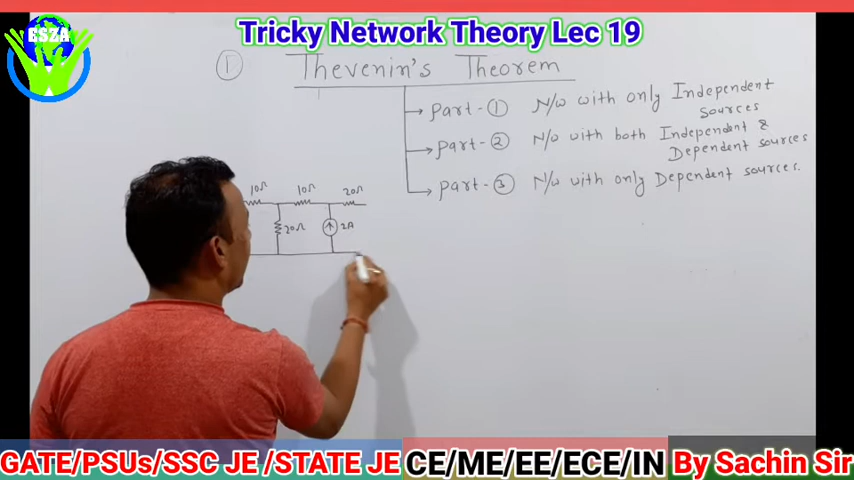 Tricky Network Theory Lec 19
ESZA
① Thevenin's Theorem
Part-① N/w with only Independent
Sources
Part-② N/w with both Independent &
Dependent sources
Part-③ N/w with only Dependent sources.
10Ω 10Ω 20Ω
20Ω 2A
GATE/PSUs/SSC JE /STATE JE CE/ME/EE/ECE/IN By Sachin Sir